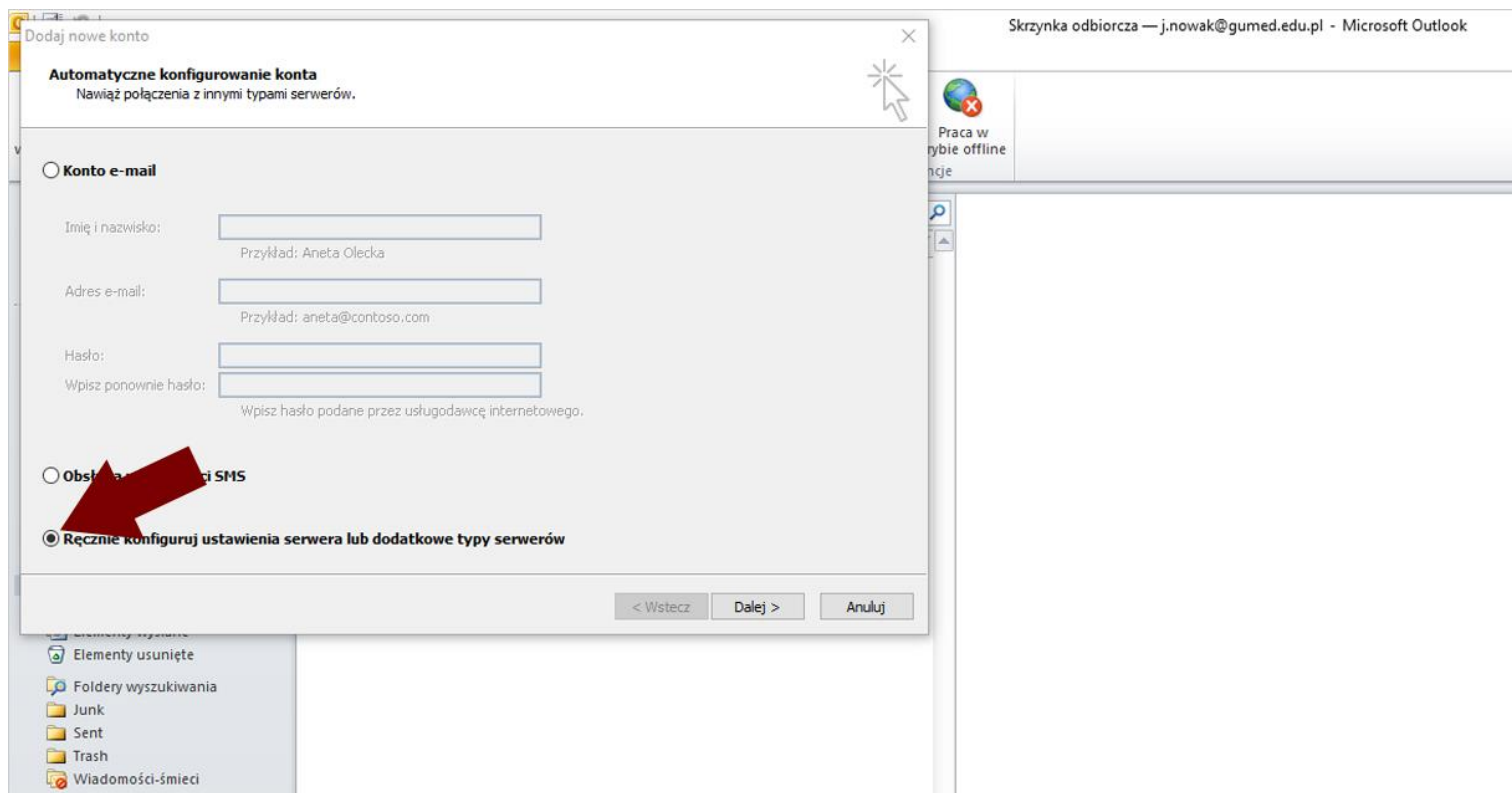 Skrzynka odbiorcza — j.nowak@gumed.edu.pl - Microsoft Outlook
Dodaj nowe konto
Automatyczne konfigurowanie konta
Nawiąż połączenia z innymi typami serwerów.
Praca w
trybie offline
Konto e-mail
Imię i nazwisko:
Przykład: Aneta Olecka
Adres e-mail:
Przykład: aneta@contoso.com
Hasło:
Wpisz ponownie hasło:
Wpisz hasło podane przez usługodawcę internetowego.
SMS
Ręcznie konfiguruj ustawienia serwera lub dodatkowe typy serwerów
< Wstecz
Dalej >
Anuluj
Elementy wysłane
Elementy usunięte
Foldery wyszukiwania
Junk
Sent
Trash
Wiadomości-śmieci